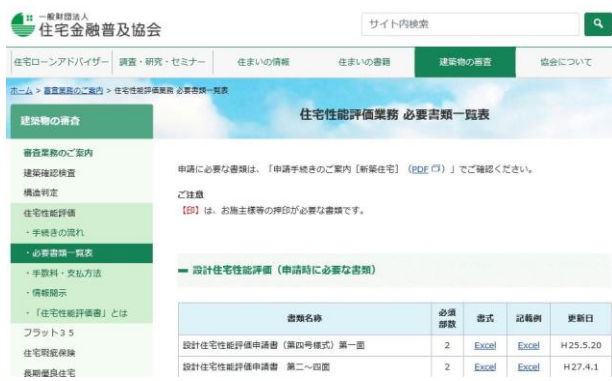 一般財団法人
住宅金融普及協会
サイト内検索
住宅ローンアドバイザー 調査・研究・セミナー 住まいの情報 住まいの書籍 建築物の審査 協会について
ホーム > 審査業務のご案内 > 住宅性能評価業務 必要書類一覧表
建築物の審査
住宅性能評価業務 必要書類一覧表
審査業務のご案内
建築確認検査
構造判定
住宅性能評価
・手続きの流れ
・必要書類一覧表
・手数料・支払方法
・情報開示
・「住宅性能評価書」とは
フラット35
住宅瑕疵保険
長期優良住宅
申請に必要な書類は、「申請手続きのご案内［新築住宅］（PDF）」でご確認ください。
ご注意
【印】は、お施主様等の押印が必要な書類です。
設計住宅性能評価（申請時に必要な書類）
書類名称 必須部数 書式 記載例 更新日
設計住宅性能評価申請書（第四号様式）第一面 2 Excel Excel H25.5.20
設計住宅性能評価申請書 第二～四面 2 Excel Excel H27.4.1